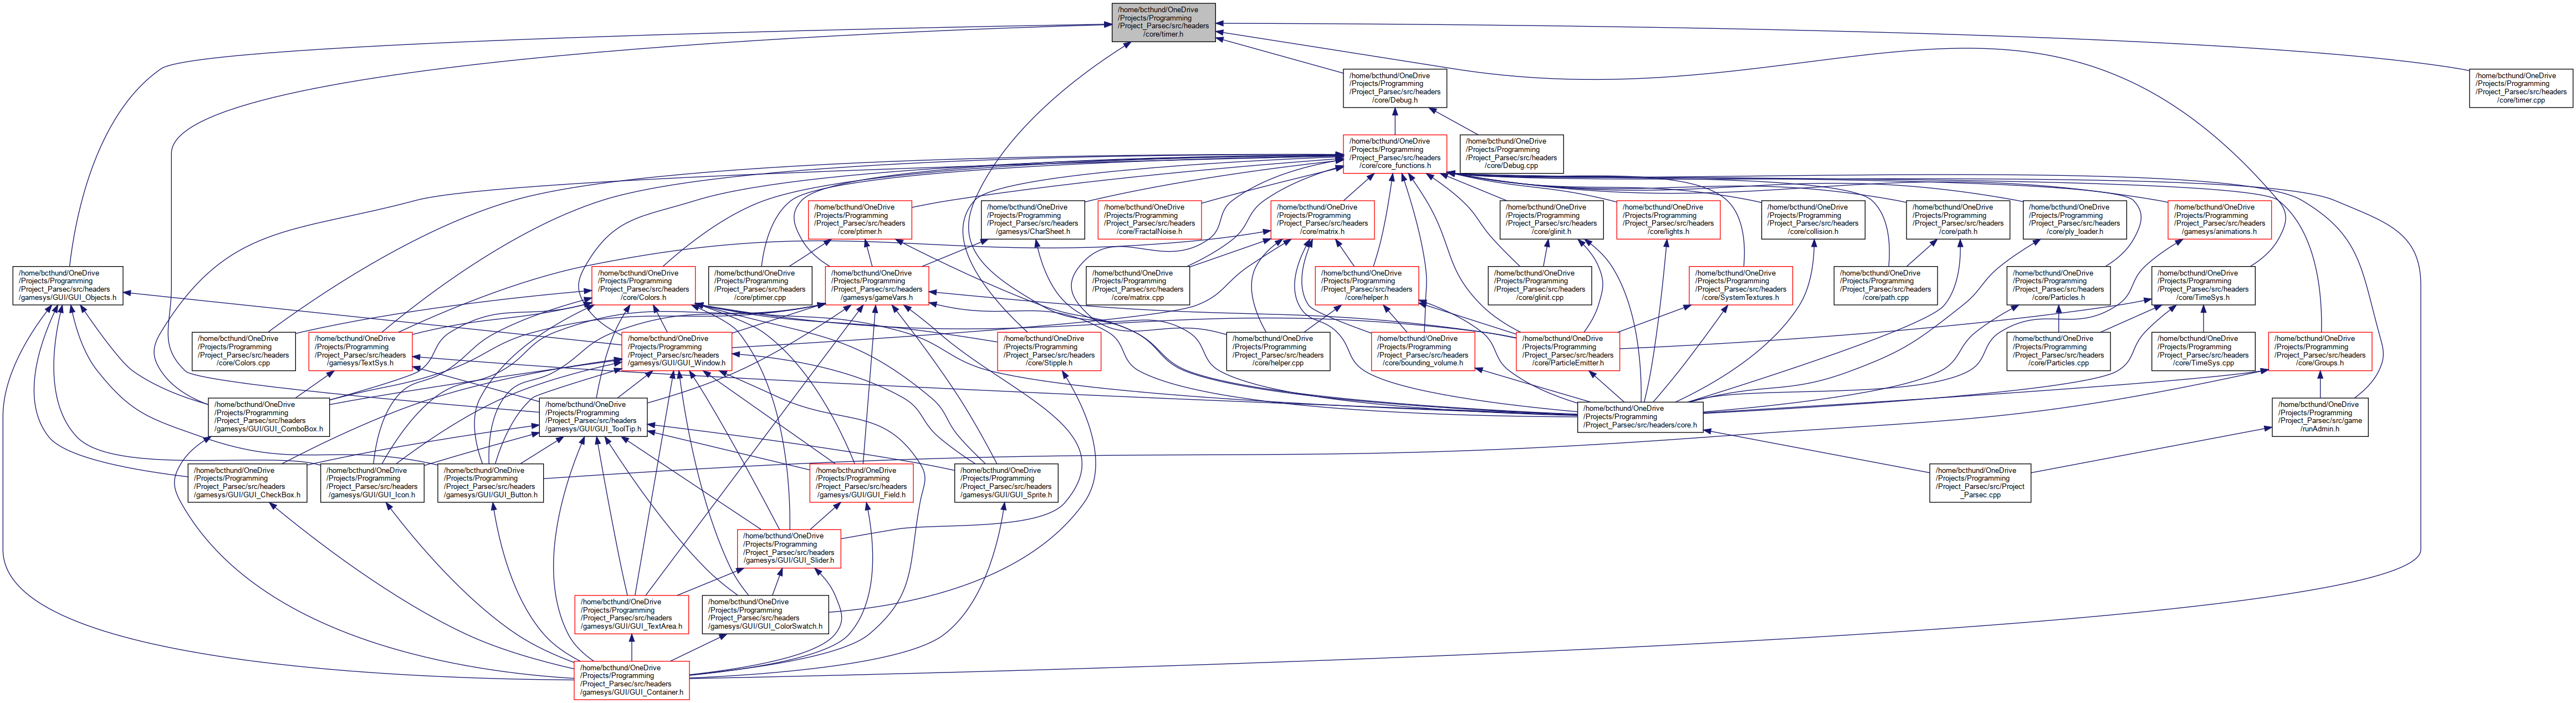 /home/bcthund/OneDrive
/Projects/Programming
/Project_Parsec/src/headers
/core/timer.h
/home/bcthund/OneDrive
/Projects/Programming
/Project_Parsec/src/headers
/core/Debug.h
/home/bcthund/OneDrive
/Projects/Programming
/Project_Parsec/src/headers
/core/timer.cpp
/home/bcthund/OneDrive
/Projects/Programming
/Project_Parsec/src/headers
/core/core_functions.h
/home/bcthund/OneDrive
/Projects/Programming
/Project_Parsec/src/headers
/core/Debug.cpp
/home/bcthund/OneDrive
/Projects/Programming
/Project_Parsec/src/headers
/core/ptimer.h
/home/bcthund/OneDrive
/Projects/Programming
/Project_Parsec/src/headers
/gamesys/CharSheet.h
/home/bcthund/OneDrive
/Projects/Programming
/Project_Parsec/src/headers
/core/FractalNoise.h
/home/bcthund/OneDrive
/Projects/Programming
/Project_Parsec/src/headers
/core/matrix.h
/home/bcthund/OneDrive
/Projects/Programming
/Project_Parsec/src/headers
/core/glinit.h
/home/bcthund/OneDrive
/Projects/Programming
/Project_Parsec/src/headers
/core/lights.h
/home/bcthund/OneDrive
/Projects/Programming
/Project_Parsec/src/headers
/core/collision.h
/home/bcthund/OneDrive
/Projects/Programming
/Project_Parsec/src/headers
/core/path.h
/home/bcthund/OneDrive
/Projects/Programming
/Project_Parsec/src/headers
/core/ply_loader.h
/home/bcthund/OneDrive
/Projects/Programming
/Project_Parsec/src/headers
/gamesys/animations.h
/home/bcthund/OneDrive
/Projects/Programming
/Project_Parsec/src/headers
/gamesys/GUI/GUI_Objects.h
/home/bcthund/OneDrive
/Projects/Programming
/Project_Parsec/src/headers
/core/Colors.h
/home/bcthund/OneDrive
/Projects/Programming
/Project_Parsec/src/headers
/core/ptimer.cpp
/home/bcthund/OneDrive
/Projects/Programming
/Project_Parsec/src/headers
/gamesys/gameVars.h
/home/bcthund/OneDrive
/Projects/Programming
/Project_Parsec/src/headers
/core/matrix.cpp
/home/bcthund/OneDrive
/Projects/Programming
/Project_Parsec/src/headers
/core/helper.h
/home/bcthund/OneDrive
/Projects/Programming
/Project_Parsec/src/headers
/core/glinit.cpp
/home/bcthund/OneDrive
/Projects/Programming
/Project_Parsec/src/headers
/core/SystemTextures.h
/home/bcthund/OneDrive
/Projects/Programming
/Project_Parsec/src/headers
/core/path.cpp
/home/bcthund/OneDrive
/Projects/Programming
/Project_Parsec/src/headers
/core/Particles.h
/home/bcthund/OneDrive
/Projects/Programming
/Project_Parsec/src/headers
/core/TimeSys.h
/home/bcthund/OneDrive
/Projects/Programming
/Project_Parsec/src/headers
/core/Colors.cpp
/home/bcthund/OneDrive
/Projects/Programming
/Project_Parsec/src/headers
/gamesys/TextSys.h
/home/bcthund/OneDrive
/Projects/Programming
/Project_Parsec/src/headers
/gamesys/GUI/GUI_Window.h
/home/bcthund/OneDrive
/Projects/Programming
/Project_Parsec/src/headers
/core/Stipple.h
/home/bcthund/OneDrive
/Projects/Programming
/Project_Parsec/src/headers
/core/helper.cpp
/home/bcthund/OneDrive
/Projects/Programming
/Project_Parsec/src/headers
/core/bounding_volume.h
/home/bcthund/OneDrive
/Projects/Programming
/Project_Parsec/src/headers
/core/ParticleEmitter.h
/home/bcthund/OneDrive
/Projects/Programming
/Project_Parsec/src/headers
/core/Particles.cpp
/home/bcthund/OneDrive
/Projects/Programming
/Project_Parsec/src/headers
/core/TimeSys.cpp
/home/bcthund/OneDrive
/Projects/Programming
/Project_Parsec/src/headers
/core/Groups.h
/home/bcthund/OneDrive
/Projects/Programming
/Project_Parsec/src/headers
/gamesys/GUI/GUI_ComboBox.h
/home/bcthund/OneDrive
/Projects/Programming
/Project_Parsec/src/headers
/gamesys/GUI/GUI_ToolTip.h
/home/bcthund/OneDrive
/Projects/Programming
/Project_Parsec/src/headers/core.h
/home/bcthund/OneDrive
/Projects/Programming
/Project_Parsec/src/game
/runAdmin.h
/home/bcthund/OneDrive
/Projects/Programming
/Project_Parsec/src/headers
/gamesys/GUI/GUI_CheckBox.h
/home/bcthund/OneDrive
/Projects/Programming
/Project_Parsec/src/headers
/gamesys/GUI/GUI_Icon.h
/home/bcthund/OneDrive
/Projects/Programming
/Project_Parsec/src/headers
/gamesys/GUI/GUI_Button.h
/home/bcthund/OneDrive
/Projects/Programming
/Project_Parsec/src/headers
/gamesys/GUI/GUI_Field.h
/home/bcthund/OneDrive
/Projects/Programming
/Project_Parsec/src/headers
/gamesys/GUI/GUI_Sprite.h
/home/bcthund/OneDrive
/Projects/Programming
/Project_Parsec/src/Project
_Parsec.cpp
/home/bcthund/OneDrive
/Projects/Programming
/Project_Parsec/src/headers
/gamesys/GUI/GUI_Slider.h
/home/bcthund/OneDrive
/Projects/Programming
/Project_Parsec/src/headers
/gamesys/GUI/GUI_TextArea.h
/home/bcthund/OneDrive
/Projects/Programming
/Project_Parsec/src/headers
/gamesys/GUI/GUI_ColorSwatch.h
/home/bcthund/OneDrive
/Projects/Programming
/Project_Parsec/src/headers
/gamesys/GUI/GUI_Container.h